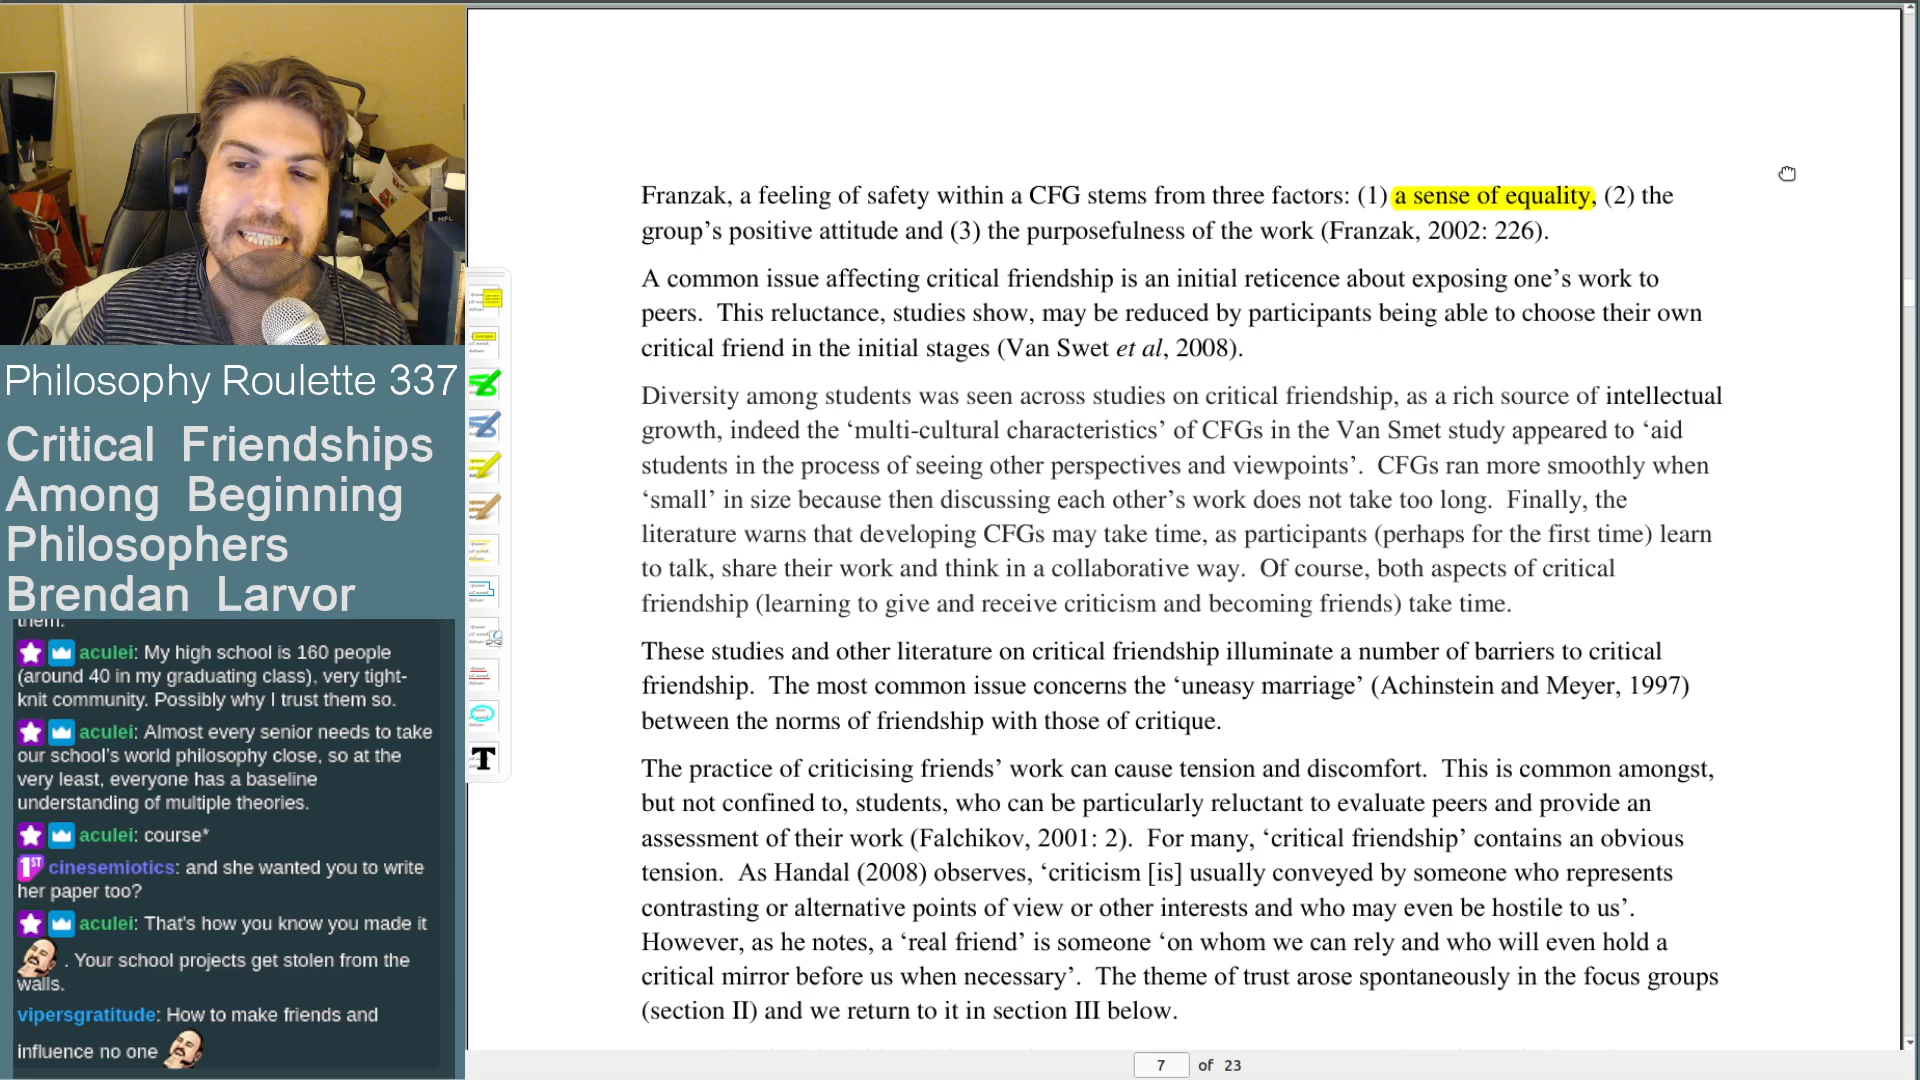 Franzak, a feeling of safety within a CFG stems from three factors: (1) a sense of equality, (2) the
group’s positive attitude and (3) the purposefulness of the work (Franzak, 2002: 226).
A common issue affecting critical friendship is an initial reticence about exposing one’s work to
peers.  This reluctance, studies show, may be reduced by participants being able to choose their own
critical friend in the initial stages (Van Swet et al, 2008).
Diversity among students was seen across studies on critical friendship, as a rich source of intellectual
growth, indeed the ‘multi-cultural characteristics’ of CFGs in the Van Smet study appeared to ‘aid
students in the process of seeing other perspectives and viewpoints’.  CFGs ran more smoothly when
‘small’ in size because then discussing each other’s work does not take too long.  Finally, the
literature warns that developing CFGs may take time, as participants (perhaps for the first time) learn
to talk, share their work and think in a collaborative way.  Of course, both aspects of critical
friendship (learning to give and receive criticism and becoming friends) take time.
These studies and other literature on critical friendship illuminate a number of barriers to critical
friendship.  The most common issue concerns the ‘uneasy marriage’ (Achinstein and Meyer, 1997)
between the norms of friendship with those of critique.
The practice of criticising friends’ work can cause tension and discomfort.  This is common amongst,
but not confined to, students, who can be particularly reluctant to evaluate peers and provide an
assessment of their work (Falchikov, 2001: 2).  For many, ‘critical friendship’ contains an obvious
tension.  As Handal (2008) observes, ‘criticism [is] usually conveyed by someone who represents
contrasting or alternative points of view or other interests and who may even be hostile to us’.
However, as he notes, a ‘real friend’ is someone ‘on whom we can rely and who will even hold a
critical mirror before us when necessary’.  The theme of trust arose spontaneously in the focus groups
(section II) and we return to it in section III below.
7 of 23
T
Philosophy Roulette 337
Critical Friendships
Among Beginning
Philosophers
Brendan Larvor
them.
aculei: My high school is 160 people
(around 40 in my graduating class), very tight-
knit community. Possibly why I trust them so.
aculei: Almost every senior needs to take
our school’s world philosophy close, so at the
very least, everyone has a baseline
understanding of multiple theories.
aculei: course*
1ST cinesemiotics: and she wanted you to write
her paper too?
aculei: That's how you know you made it
. Your school projects get stolen from the
walls.
vipersgratitude: How to make friends and
influence no one